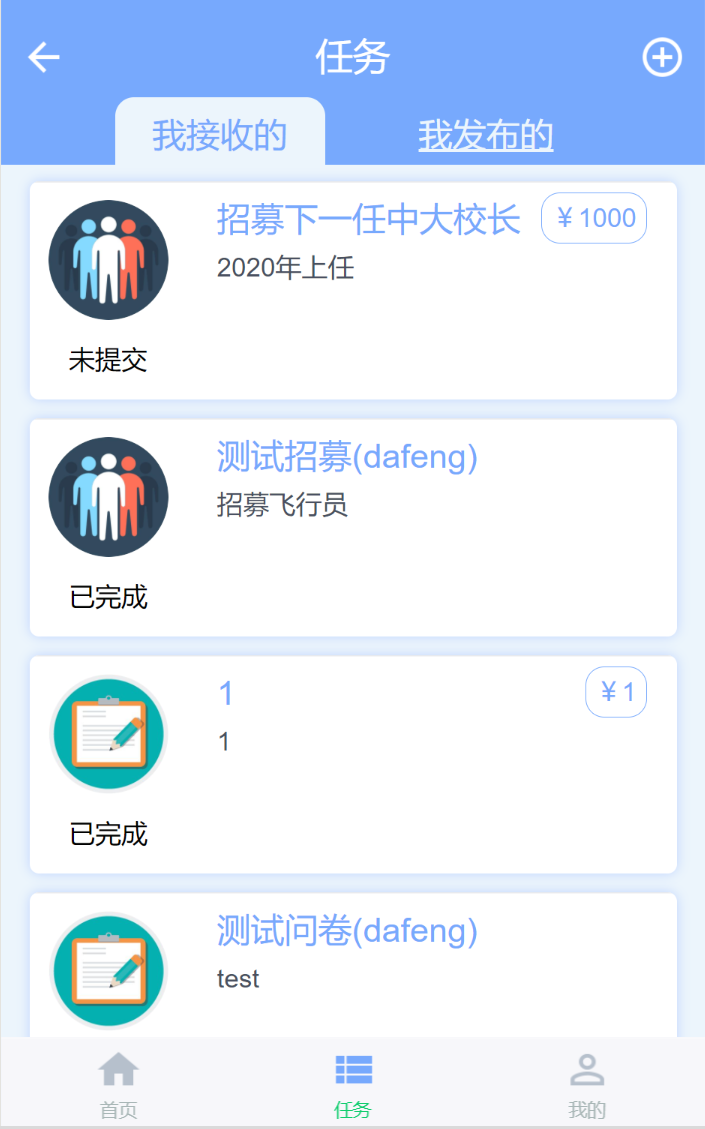 任务
我接收的 我发布的
招募下一任中大校长 ¥1000
2020年上任
未提交
测试招募(dafeng)
招募飞行员
已完成
1 ¥1
1
已完成
测试问卷(dafeng)
test
首页 任务 我的